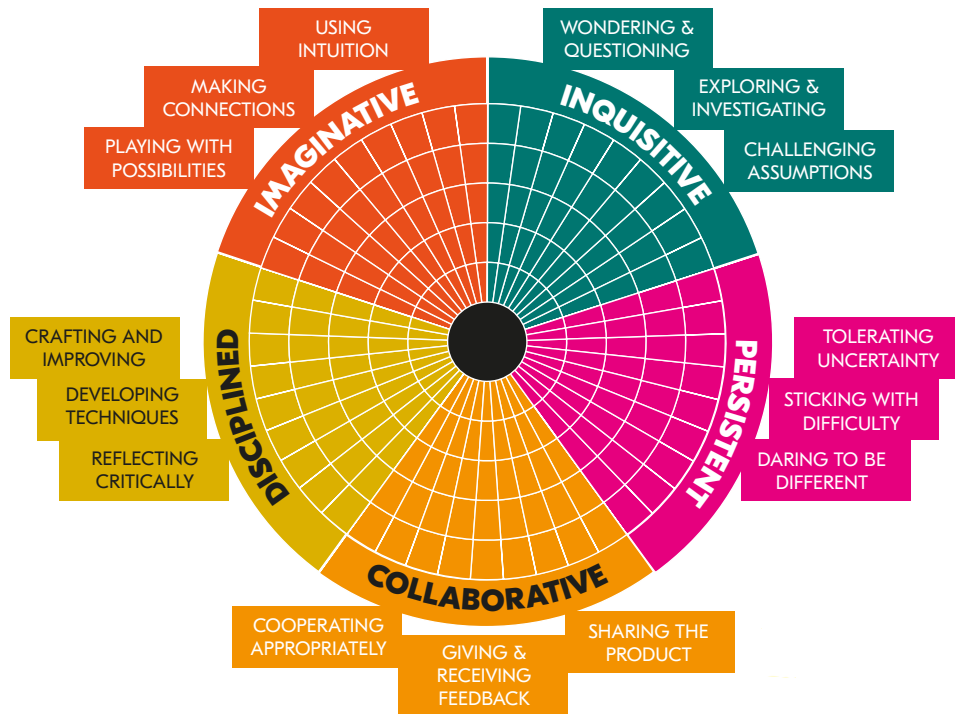 USING
INTUITION
MAKING
CONNECTIONS
PLAYING WITH
POSSIBILITIES
IMAGINATIVE
WONDERING &
QUESTIONING
EXPLORING &
INVESTIGATING
CHALLENGING
ASSUMPTIONS
INQUISITIVE
TOLERATING
UNCERTAINTY
STICKING WITH
DIFFICULTY
DARING TO BE
DIFFERENT
PERSISTENT
SHARING THE
PRODUCT
GIVING &
RECEIVING
FEEDBACK
COOPERATING
APPROPRIATELY
COLLABORATIVE
CRAFTING AND
IMPROVING
DEVELOPING
TECHNIQUES
REFLECTING
CRITICALLY
DISCIPLINED